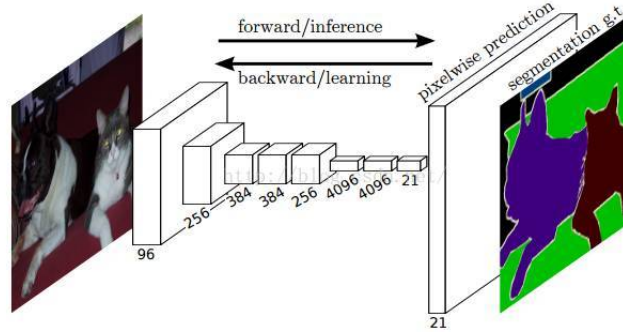 forward/inference
backward/learning
pixelwise prediction
segmentation g.t.
96
256
384
384
256
4096
4096
21
21